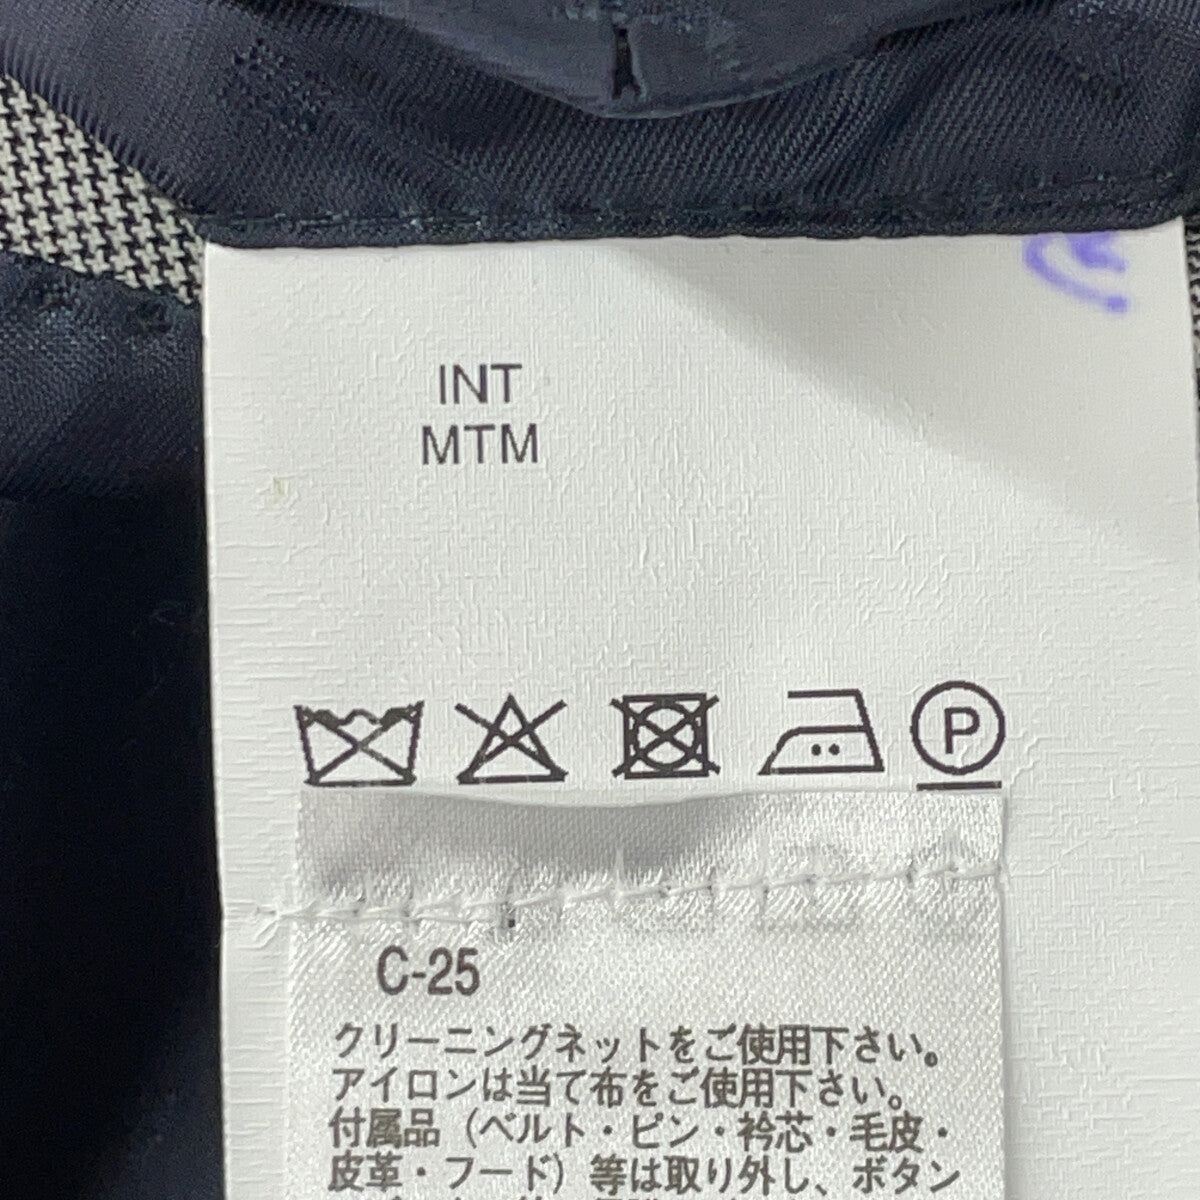 INT
MTM
P
C-25
クリーニングネットをご使用下さい。
アイロンは当て布をご使用下さい。
付属品（ベルト・ピン・衿芯・毛皮・
皮革・フード）等は取り外し、ボタン